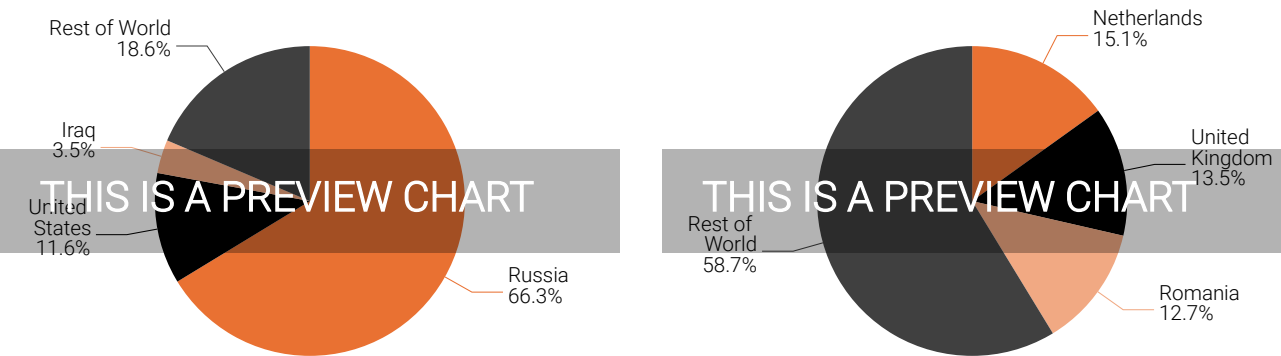 Rest of World
18.6%
Iraq
3.5%
THIS IS A PREVIEW CHART
United
States
11.6%
Russia
66.3%
Netherlands
15.1%
United
Kingdom
13.5%
THIS IS A PREVIEW CHART
Rest of
World
58.7%
Romania
12.7%